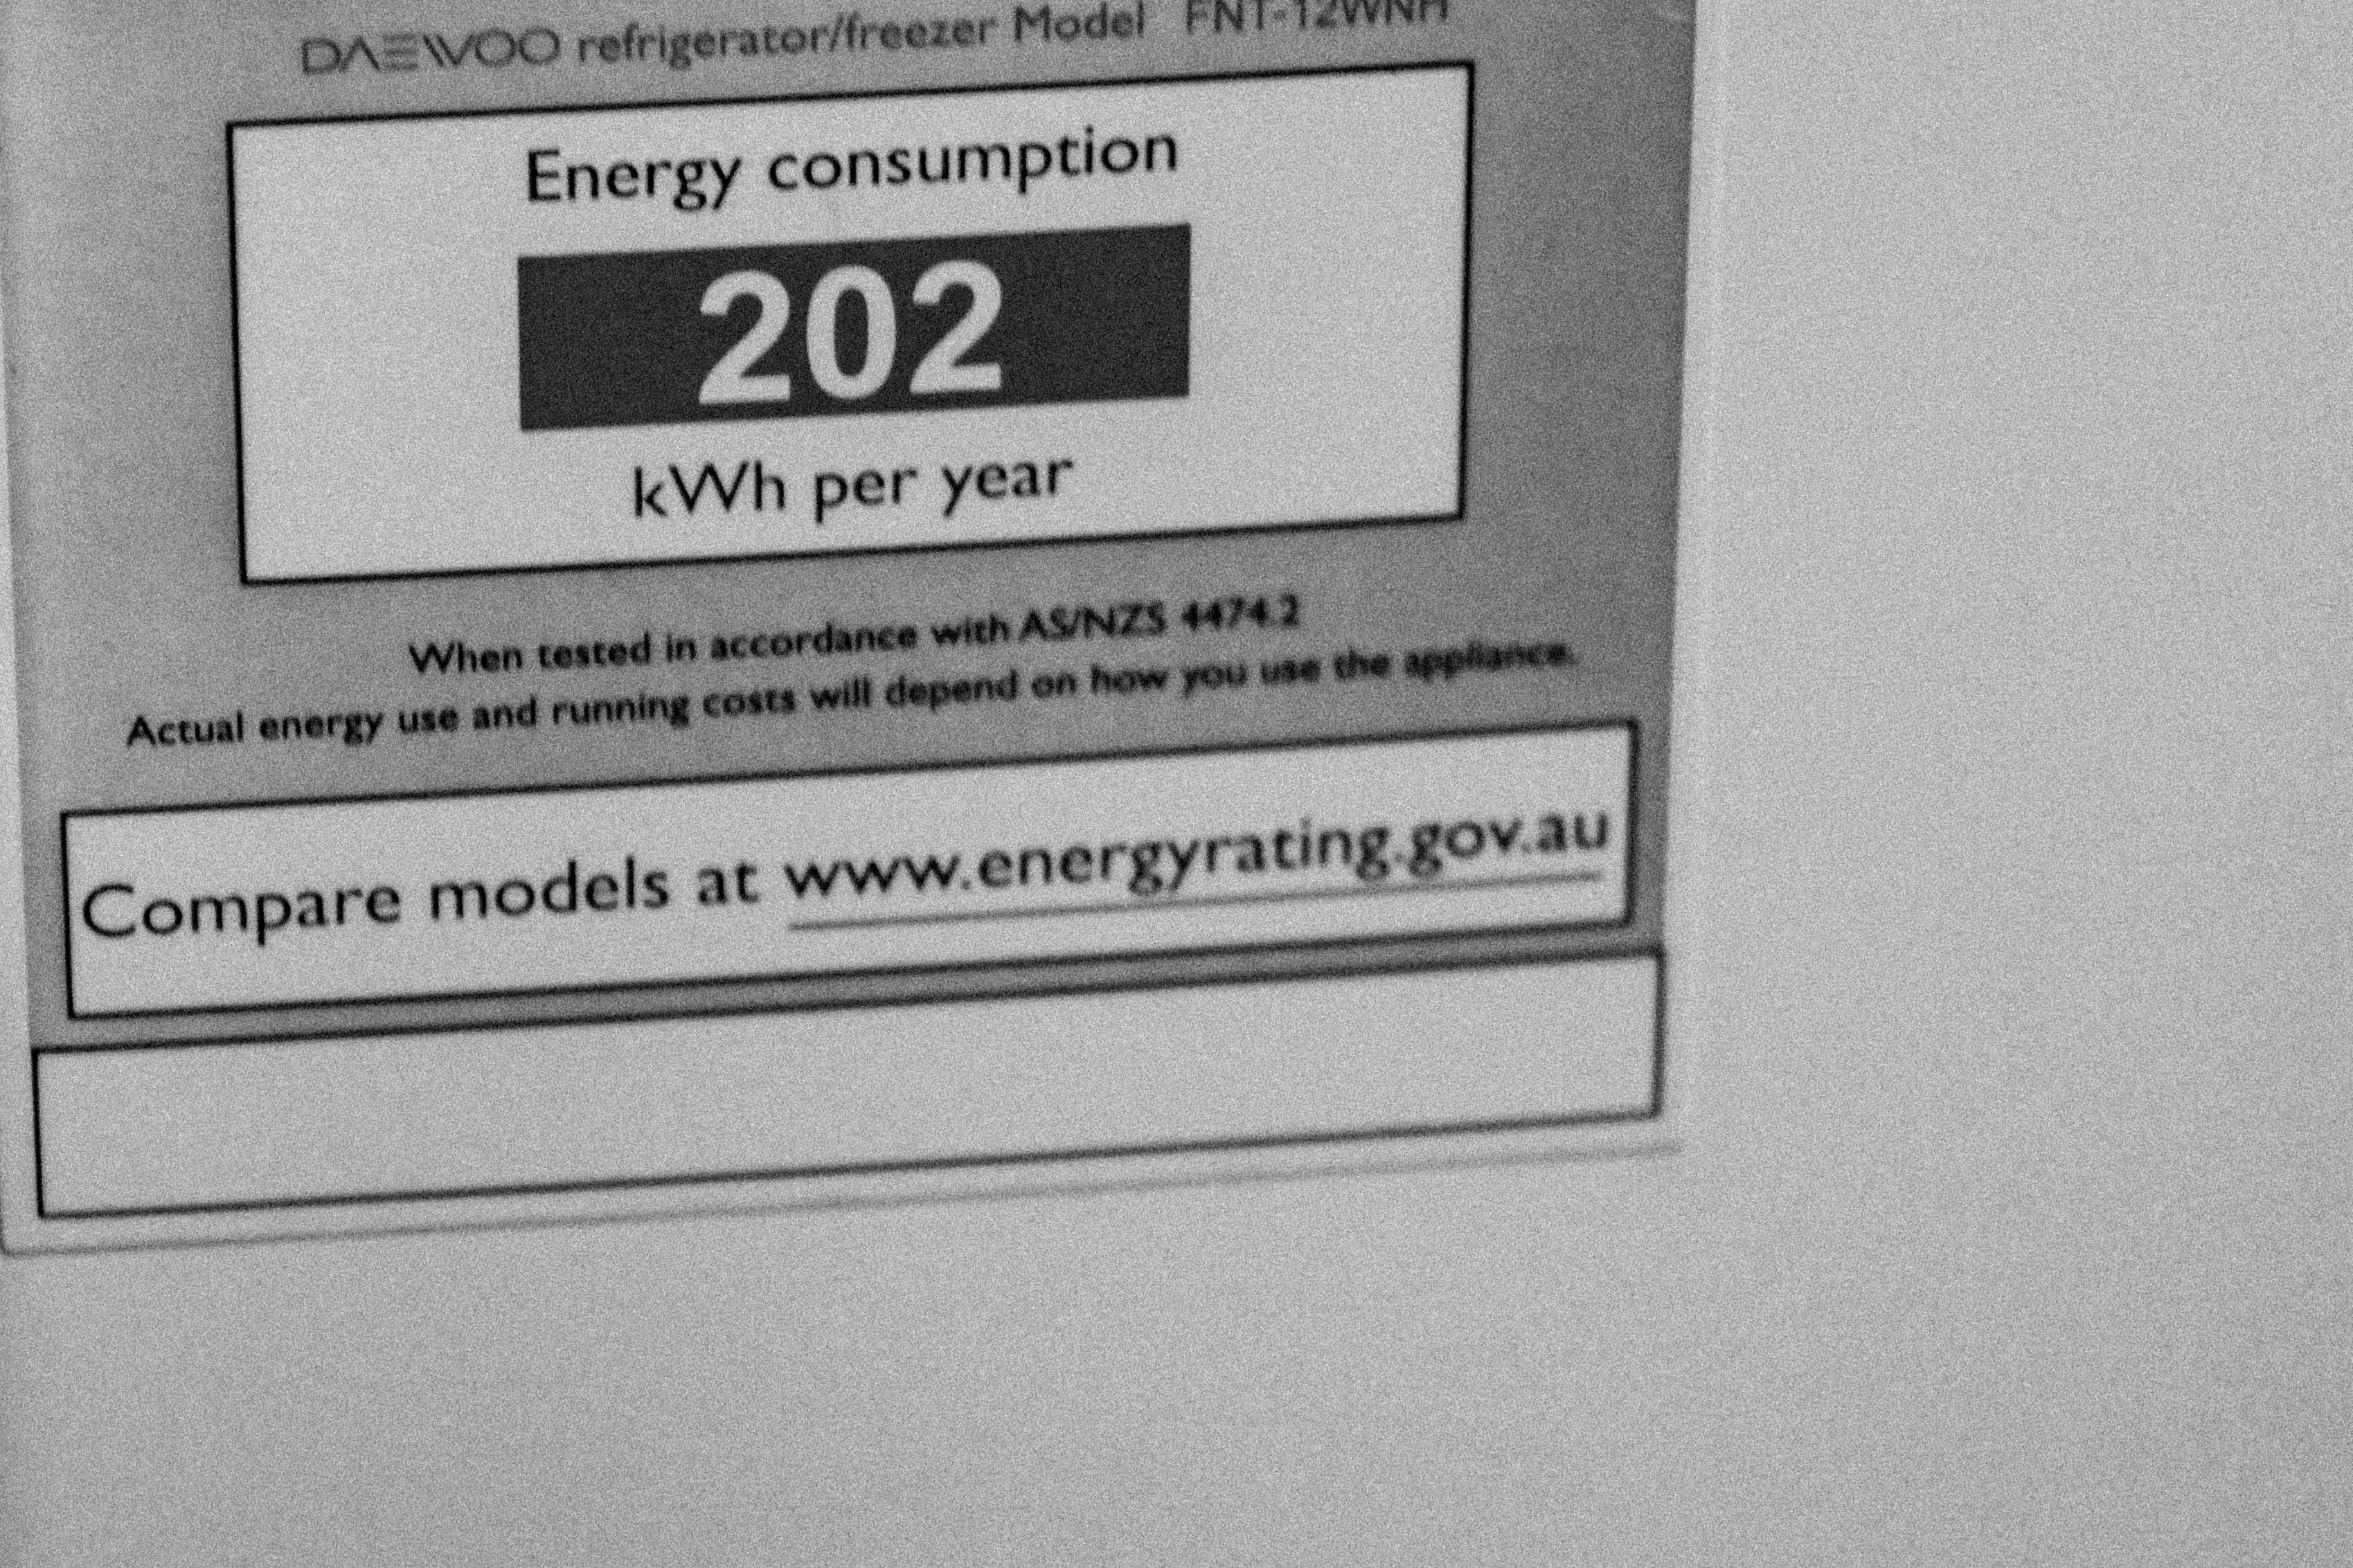 DAEWOO refrigerator/freezer Model FNT-12WNH
Energy consumption
202
kWh per year
When tested in accordance with AS/NZS 4474.2
Actual energy use and running costs will depend on how you use the appliance.
Compare models at www.energyrating.gov.au